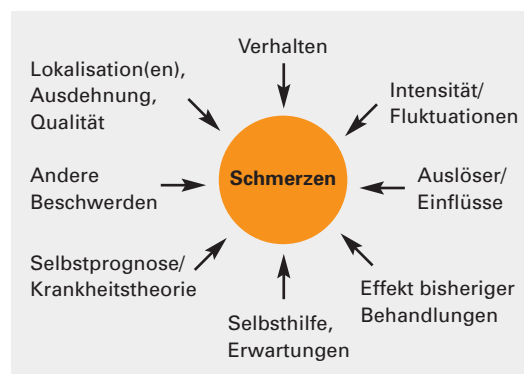 Verhalten
Lokalisation(en),
Ausdehnung,
Qualität
Intensität/
Fluktuationen
Andere
Beschwerden
Schmerzen
Auslöser/
Einflüsse
Selbstprognose/
Krankheitstheorie
Effekt bisheriger
Behandlungen
Selbsthilfe,
Erwartungen